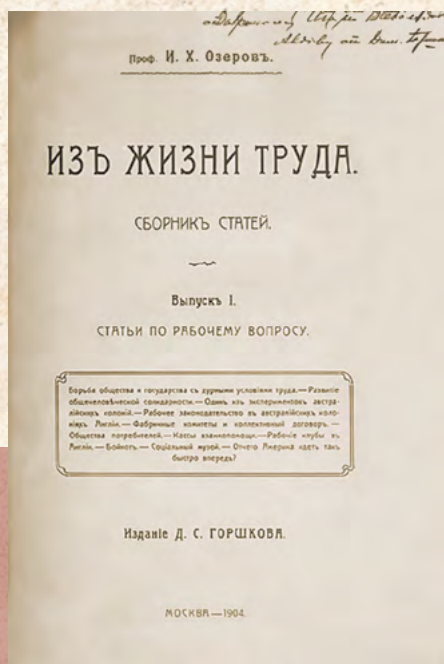 Проф. И. Х. Озеровъ.
ИЗЪ ЖИЗНИ ТРУДА.
СБОРНИКЪ СТАТЕЙ.
Выпускъ I.
СТАТЬИ ПО РАБОЧЕМУ ВОПРОСУ.
Борьба общества и государства съ дурными условіями труда.—Развитіе
общечеловѣческой солидарности.—Одинъ изъ экспериментовъ австра-
лійскихъ колоній.—Рабочее законодательство въ австралійскихъ коло-
ніяхъ Англіи.—Фабричные комитеты и коллективный договоръ.—
Общества потребителей.—Кассы взаимопомощи.—Рабочіе клубы въ
Англіи.—Бойкотъ.—Соціальный музей.—Отчего Америка идетъ такъ
быстро впередъ?
Изданіе Д. С. ГОРШКОВА.
МОСКВА—1904.